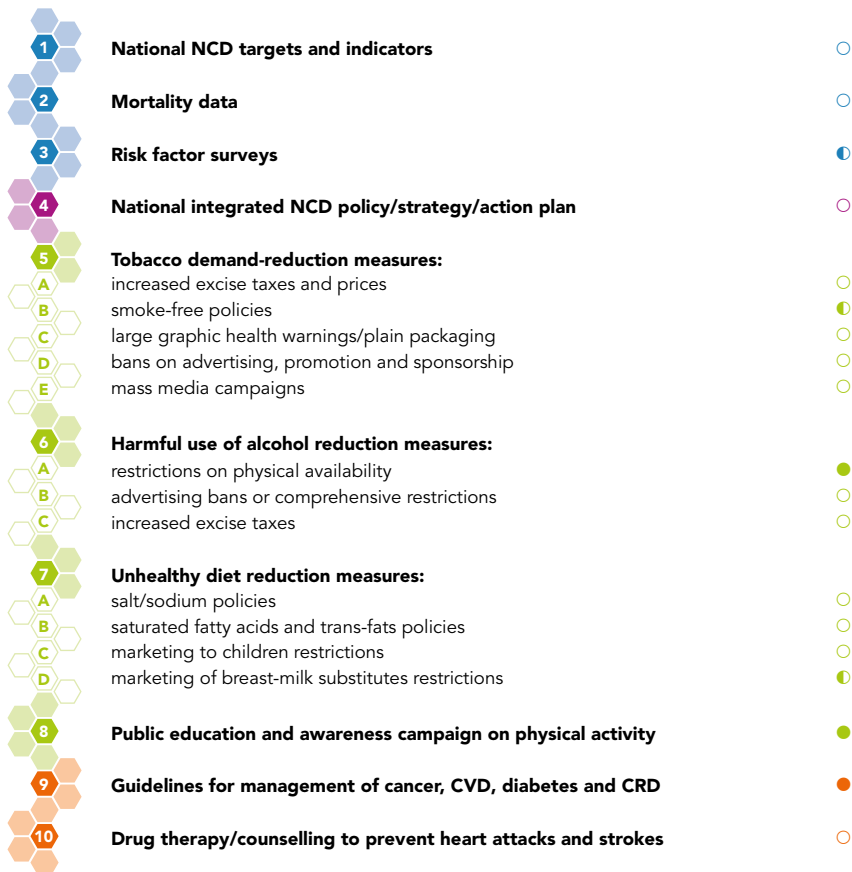 1 National NCD targets and indicators ○
2 Mortality data ○
3 Risk factor surveys ◐
4 National integrated NCD policy/strategy/action plan ○
5 Tobacco demand-reduction measures:
A increased excise taxes and prices ○
B smoke-free policies ◐
C large graphic health warnings/plain packaging ○
D bans on advertising, promotion and sponsorship ○
E mass media campaigns ○
6 Harmful use of alcohol reduction measures:
A restrictions on physical availability ●
B advertising bans or comprehensive restrictions ○
C increased excise taxes ○
7 Unhealthy diet reduction measures:
A salt/sodium policies ○
B saturated fatty acids and trans-fats policies ○
C marketing to children restrictions ○
D marketing of breast-milk substitutes restrictions ◐
8 Public education and awareness campaign on physical activity ●
9 Guidelines for management of cancer, CVD, diabetes and CRD ●
10 Drug therapy/counselling to prevent heart attacks and strokes ○